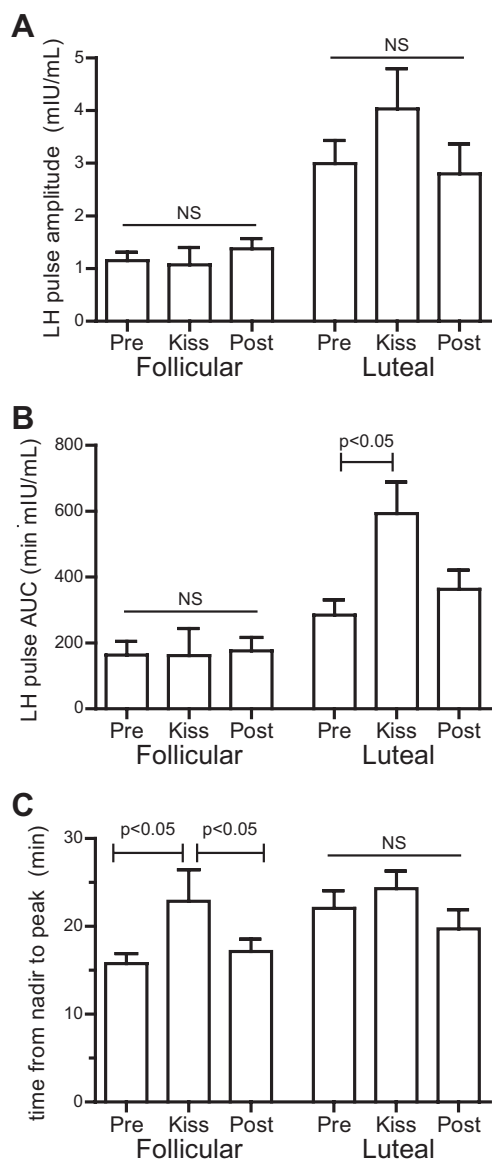 A
LH pulse amplitude (mIU/mL)
5
4
3
2
1
0
NS
NS
Pre Kiss Post Pre Kiss Post
Follicular Luteal
B
LH pulse AUC (min·mIU/mL)
800
600
400
200
0
NS
p<0.05
Pre Kiss Post Pre Kiss Post
Follicular Luteal
C
time from nadir to peak (min)
30
20
10
0
p<0.05 p<0.05
NS
Pre Kiss Post Pre Kiss Post
Follicular Luteal